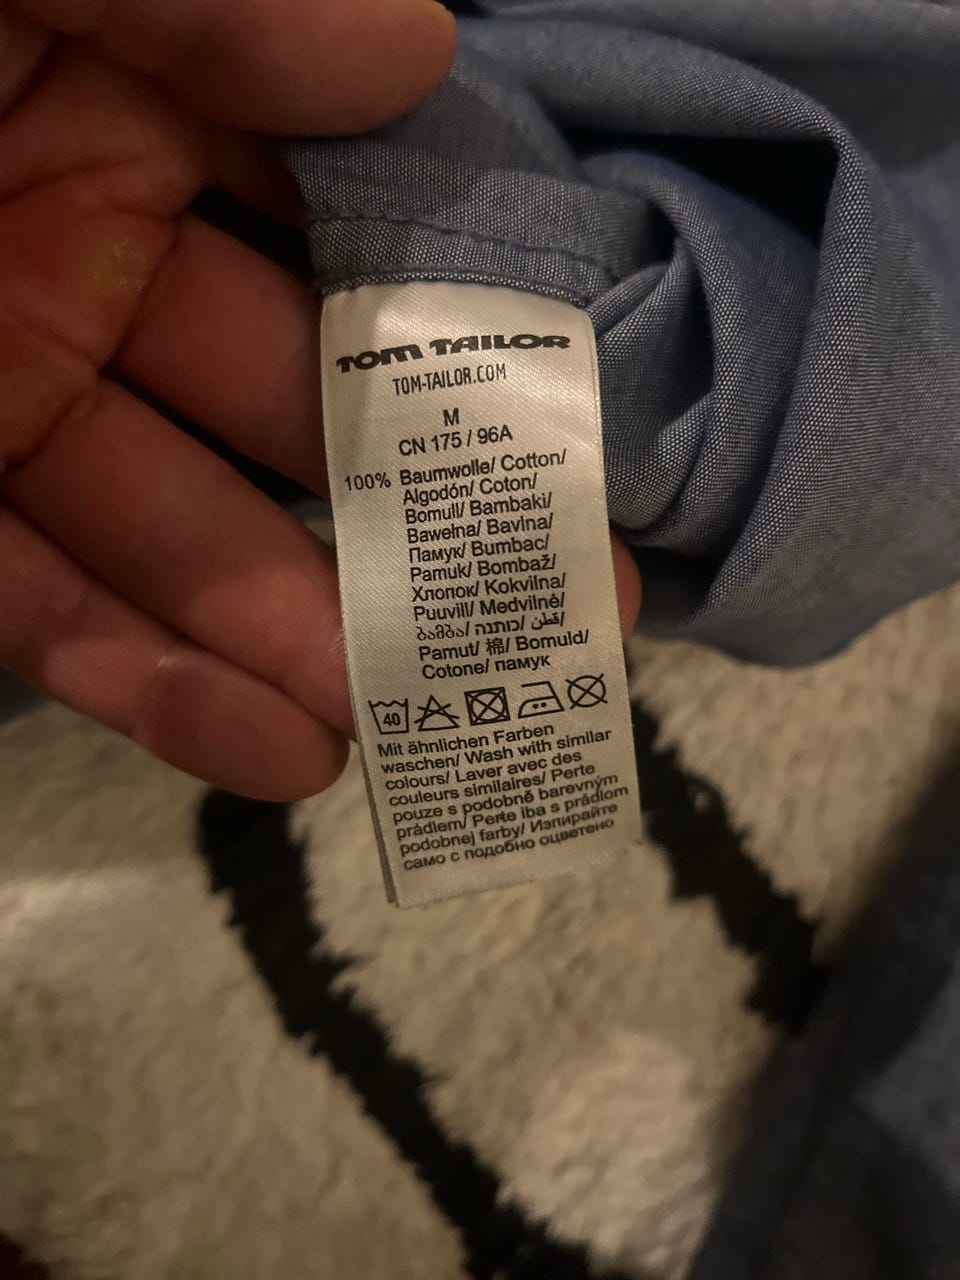 TOM TAILOR
TOM-TAILOR.COM
M
CN 175 / 96A
100% Baumwolle/ Cotton/
Algodón/ Coton/
Bomull/ Bambaki/
Bawełna/ Bavlna/
Памук/ Bumbac/
Pamuk/ Bombaž/
Хлопок/ Kokvilna/
Puuvill/ Medvilnė/
ბამბა/ כותנה/ قطن/
Pamut/ 棉/ Bomuld/
Cotone/ памук
40
Mit ähnlichen Farben
waschen/ Wash with similar
colours/ Laver avec des
couleurs similaires/ Perte
pouze s podobně barevným
prádlem/ Perte iba s prádlom
podobnej farby/ Изпирайте
само с подобно оцветено